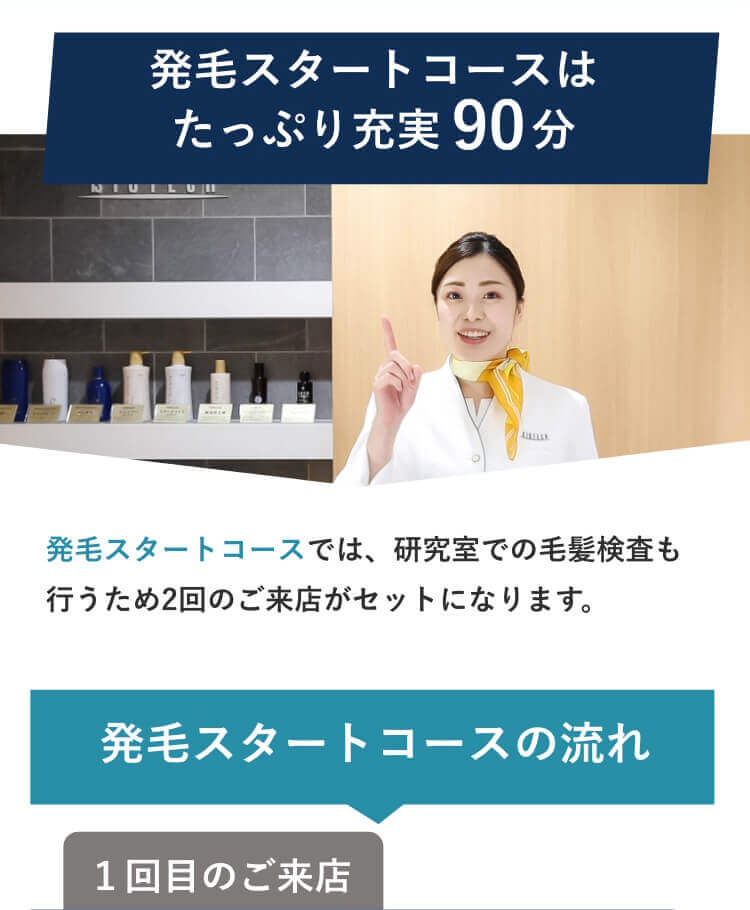 発毛スタートコースは
たっぷり充実90分
発毛スタートコースでは、研究室での毛髪検査も
行うため2回のご来店がセットになります。
発毛スタートコースの流れ
1回目のご来店